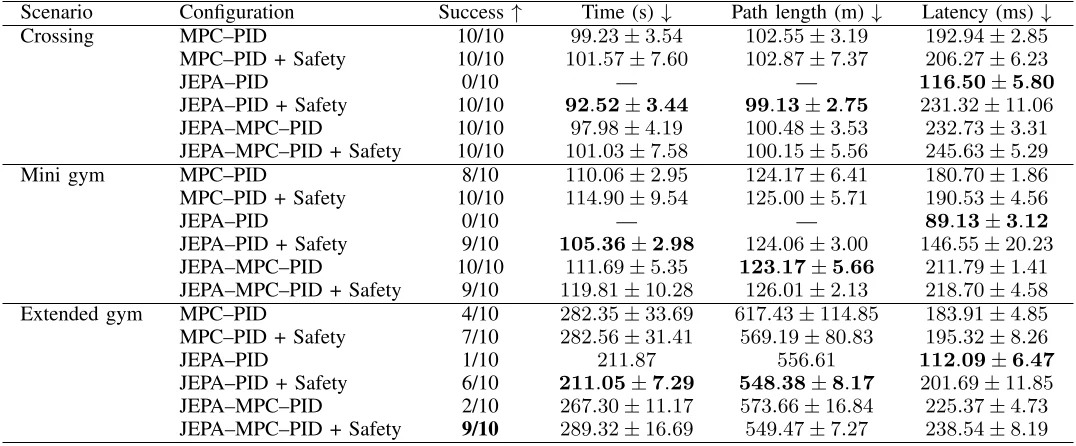 Scenario Configuration Success ↑ Time (s) ↓ Path length (m) ↓ Latency (ms) ↓
Crossing MPC–PID 10/10 99.23 ± 3.54 102.55 ± 3.19 192.94 ± 2.85
MPC–PID + Safety 10/10 101.57 ± 7.60 102.87 ± 7.37 206.27 ± 6.23
JEPA–PID 0/10 — — 116.50 ± 5.80
JEPA–PID + Safety 10/10 92.52 ± 3.44 99.13 ± 2.75 231.32 ± 11.06
JEPA–MPC–PID 10/10 97.98 ± 4.19 100.48 ± 3.53 232.73 ± 3.31
JEPA–MPC–PID + Safety 10/10 101.03 ± 7.58 100.15 ± 5.56 245.63 ± 5.29
Mini gym MPC–PID 8/10 110.06 ± 2.95 124.17 ± 6.41 180.70 ± 1.86
MPC–PID + Safety 10/10 114.90 ± 9.54 125.00 ± 5.71 190.53 ± 4.56
JEPA–PID 0/10 — — 89.13 ± 3.12
JEPA–PID + Safety 9/10 105.36 ± 2.98 124.06 ± 3.00 146.55 ± 20.23
JEPA–MPC–PID 10/10 111.69 ± 5.35 123.17 ± 5.66 211.79 ± 1.41
JEPA–MPC–PID + Safety 9/10 119.81 ± 10.28 126.01 ± 2.13 218.70 ± 4.58
Extended gym MPC–PID 4/10 282.35 ± 33.69 617.43 ± 114.85 183.91 ± 4.85
MPC–PID + Safety 7/10 282.56 ± 31.41 569.19 ± 80.83 195.32 ± 8.26
JEPA–PID 1/10 211.87 556.61 112.09 ± 6.47
JEPA–PID + Safety 6/10 211.05 ± 7.29 548.38 ± 8.17 201.69 ± 11.85
JEPA–MPC–PID 2/10 267.30 ± 11.17 573.66 ± 16.84 225.37 ± 4.73
JEPA–MPC–PID + Safety 9/10 289.32 ± 16.69 549.47 ± 7.27 238.54 ± 8.19